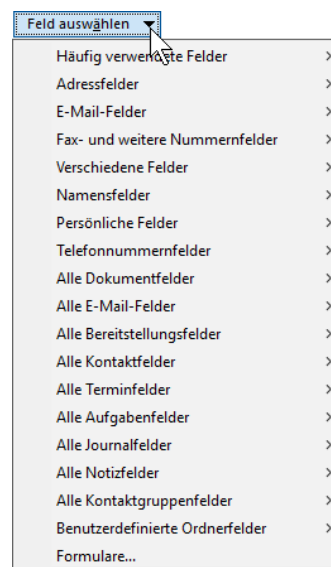 Feld auswählen
Häufig verwendete Felder
Adressfelder
E-Mail-Felder
Fax- und weitere Nummernfelder
Verschiedene Felder
Namensfelder
Persönliche Felder
Telefonnummernfelder
Alle Dokumentfelder
Alle E-Mail-Felder
Alle Bereitstellungsfelder
Alle Kontaktfelder
Alle Terminfelder
Alle Aufgabenfelder
Alle Journalfelder
Alle Notizfelder
Alle Kontaktgruppenfelder
Benutzerdefinierte Ordnerfelder
Formulare...